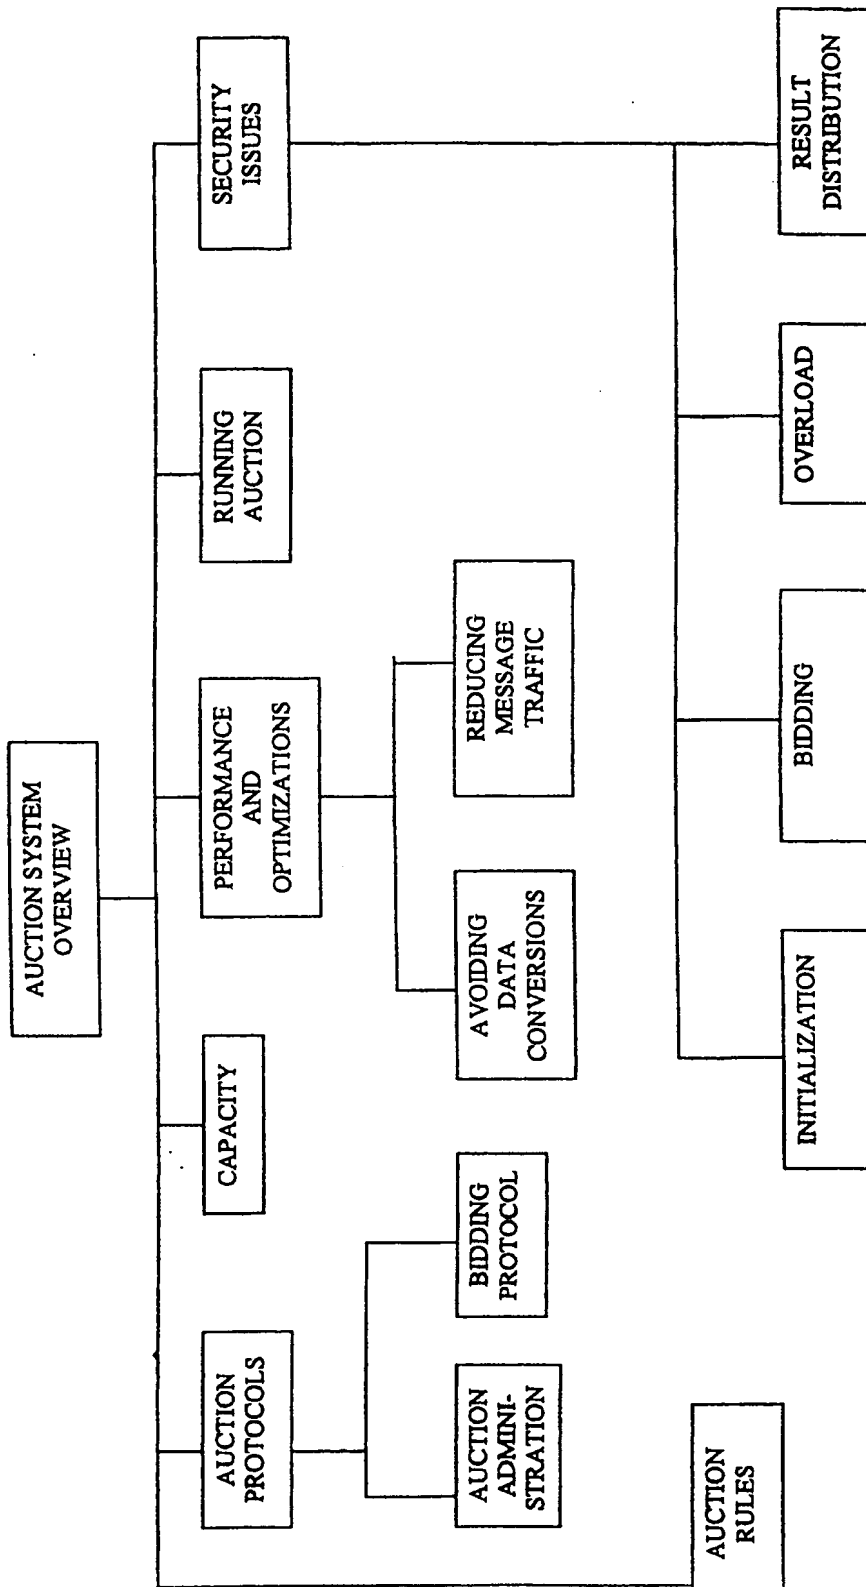 AUCTION SYSTEM
OVERVIEW
AUCTION
PROTOCOLS
CAPACITY
PERFORMANCE
AND
OPTIMIZATIONS
RUNNING
AUCTION
SECURITY
ISSUES
AUCTION
ADMINI-
STRATION
BIDDING
PROTOCOL
AVOIDING
DATA
CONVERSIONS
REDUCING
MESSAGE
TRAFFIC
AUCTION
RULES
INITIALIZATION
BIDDING
OVERLOAD
RESULT
DISTRIBUTION